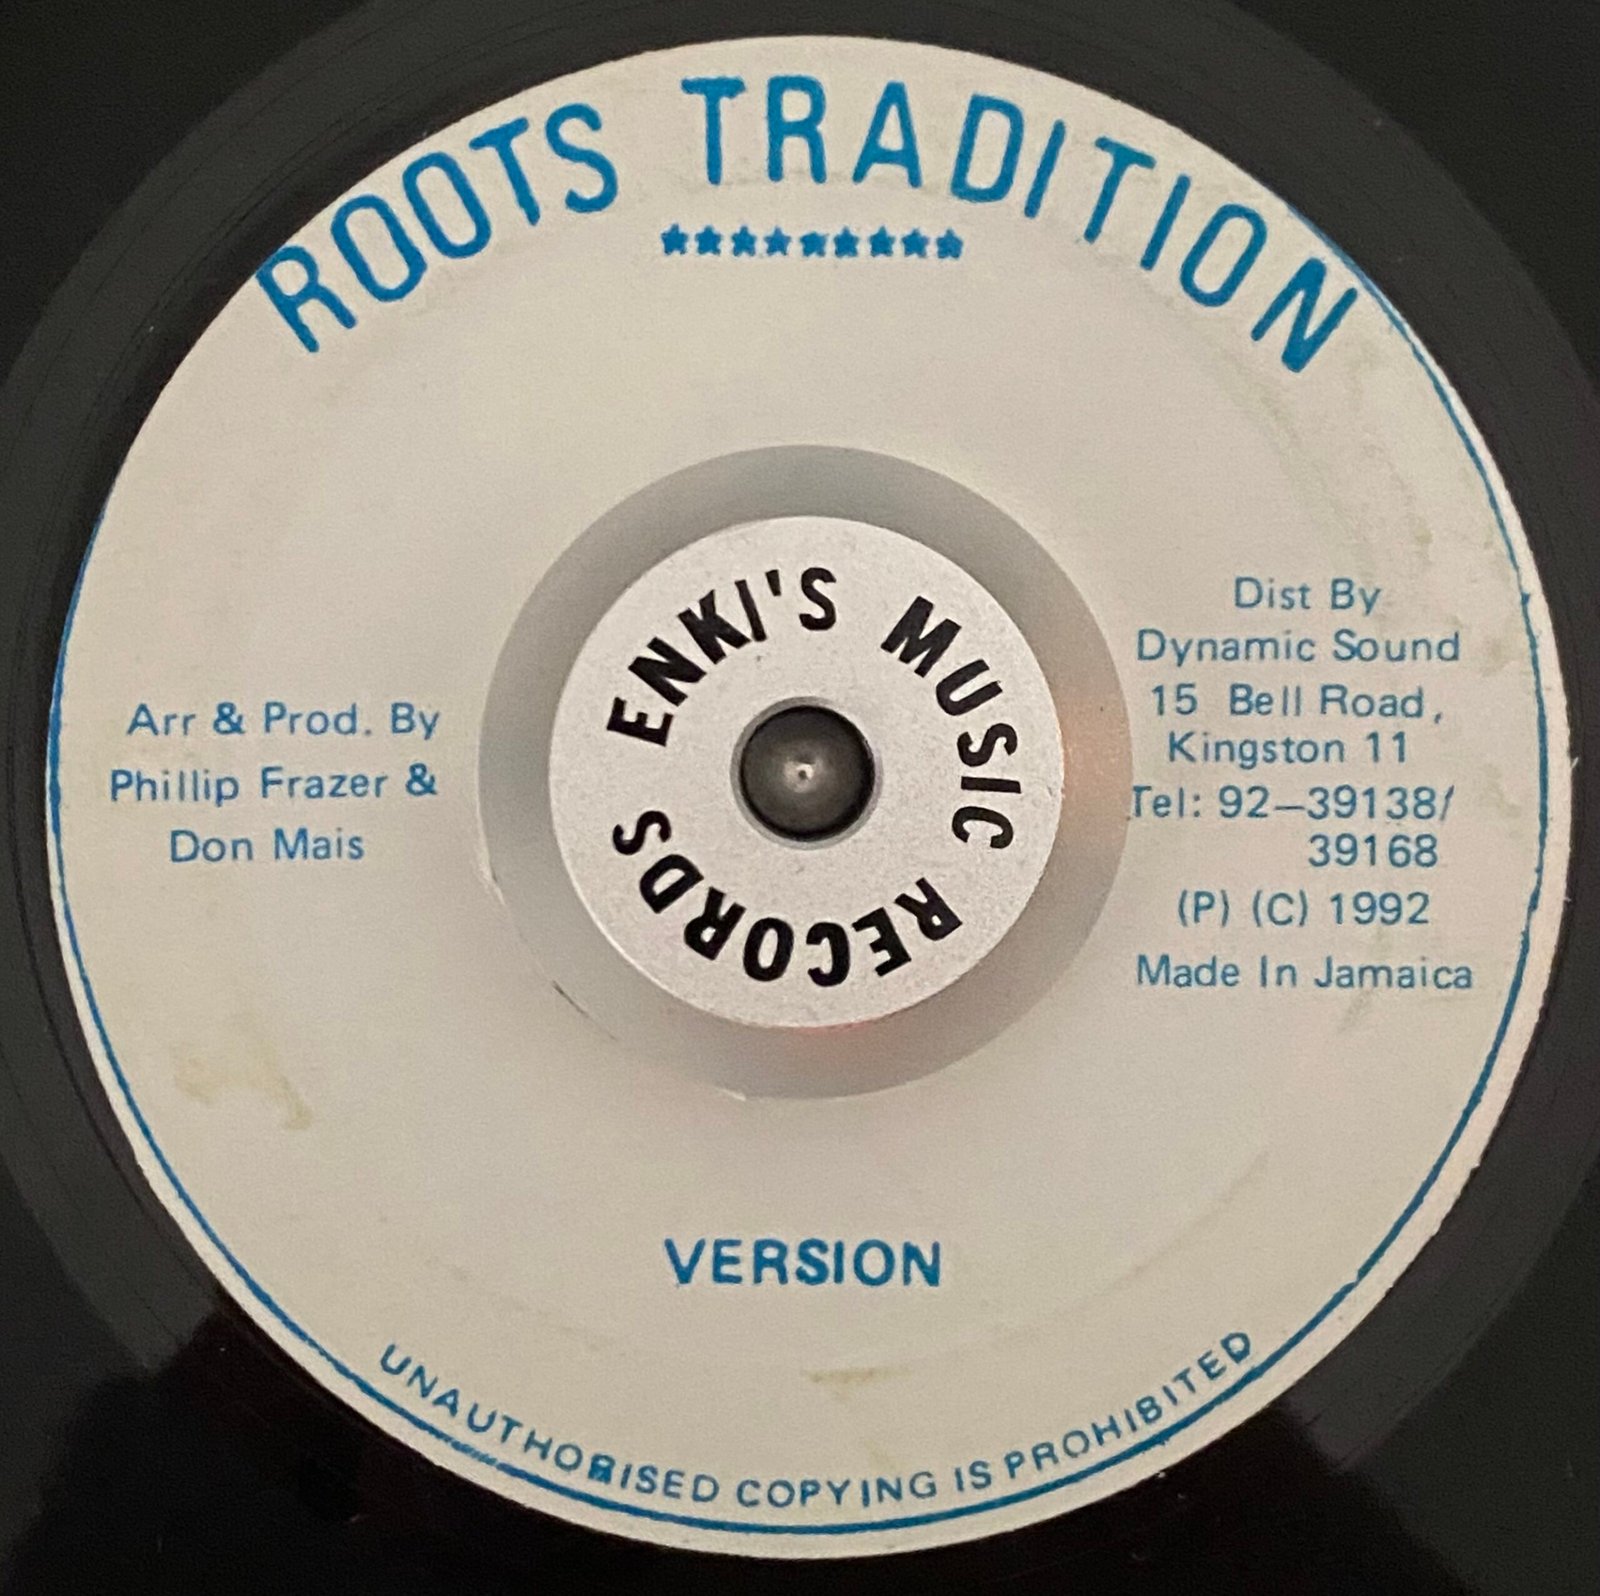 ROOTS TRADITION
★★★★★★★★★
ENKI'S MUSIC RECORDS
Arr & Prod. By
Phillip Frazer &
Don Mais
Dist By
Dynamic Sound
15 Bell Road,
Kingston 11
Tel: 92—39138/
39168
(P) (C) 1992
Made In Jamaica
VERSION
UNAUTHORISED COPYING IS PROHIBITED